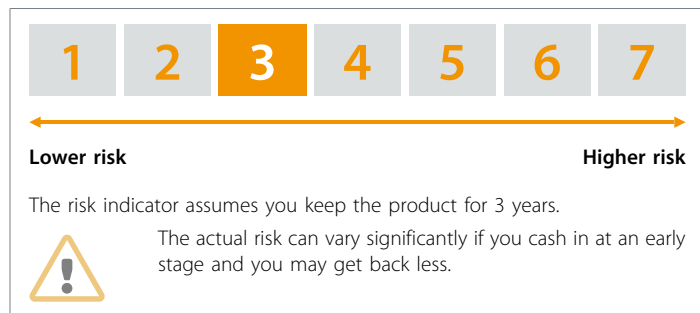 1 2 3 4 5 6 7
Lower risk Higher risk
The risk indicator assumes you keep the product for 3 years.
The actual risk can vary significantly if you cash in at an early
stage and you may get back less.